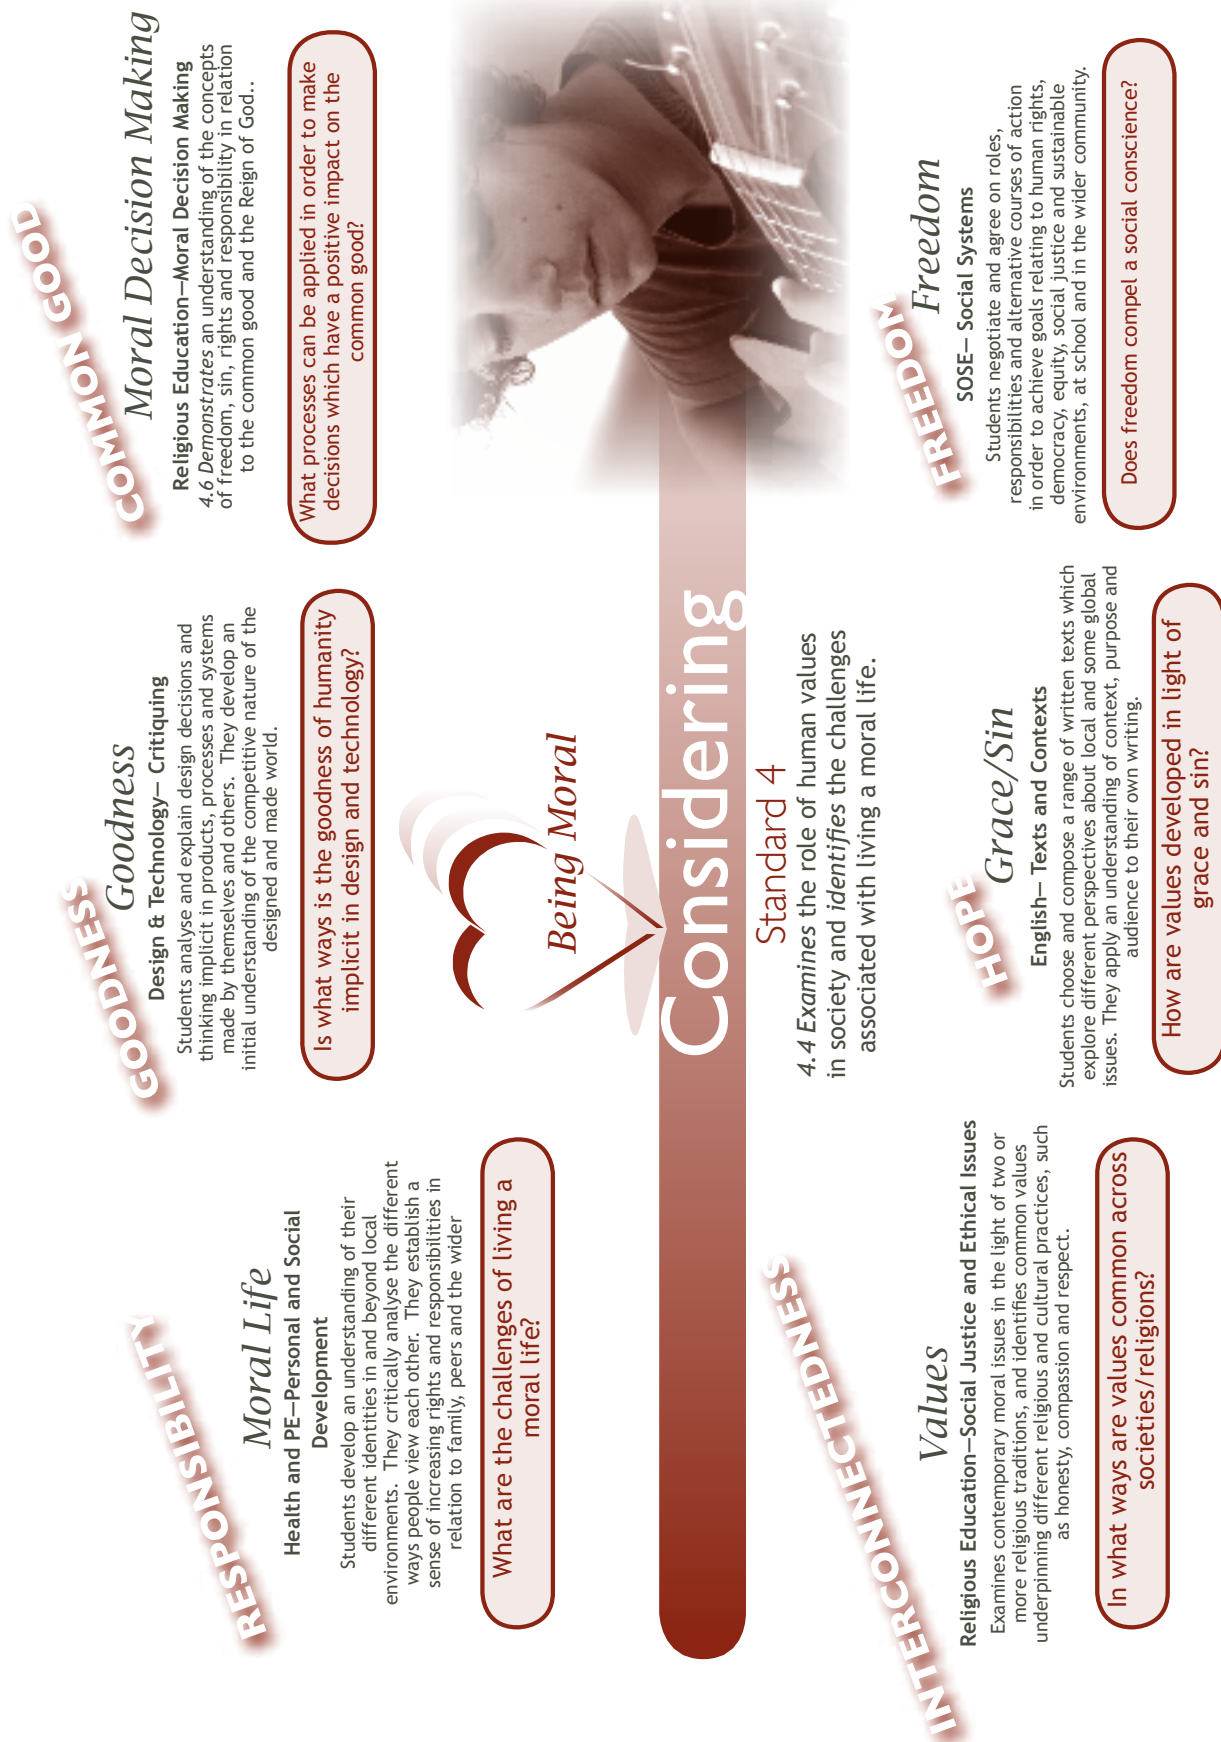 RESPONSIBILITY
Moral Life
Health and PE—Personal and Social
Development
Students develop an understanding of their
different identities in and beyond local
environments.  They critically analyse the different
ways people view each other.  They establish a
sense of increasing rights and responsibilities in
relation to family, peers and the wider
What are the challenges of living a
moral life?
GOODNESS
Goodness
Design & Technology— Critiquing
Students analyse and explain design decisions and
thinking implicit in products, processes and systems
made by themselves and others.  They develop an
initial understanding of the competitive nature of the
designed and made world.
Is what ways is the goodness of humanity
implicit in design and technology?
COMMON GOOD
Moral Decision Making
Religious Education—Moral Decision Making
4.6 Demonstrates an understanding of the concepts
of freedom, sin, rights and responsibility in relation
to the common good and the Reign of God..
What processes can be applied in order to make
decisions which have a positive impact on the
common good?
Being Moral
Considering
Standard 4
4.4 Examines the role of human values
in society and identifies the challenges
associated with living a moral life.
INTERCONNECTEDNESS
Values
Religious Education—Social Justice and Ethical Issues
Examines contemporary moral issues in the light of two or
more religious traditions, and identifies common values
underpinning different religious and cultural practices, such
as honesty, compassion and respect.
In what ways are values common across
societies/religions?
HOPE
Grace/Sin
English— Texts and Contexts
Students choose and compose a range of written texts which
explore different perspectives about local and some global
issues. They apply an understanding of context, purpose and
audience to their own writing.
How are values developed in light of
grace and sin?
FREEDOM
Freedom
SOSE— Social Systems
Students negotiate and agree on roles,
responsibilities and alternative courses of action
in order to achieve goals relating to human rights,
democracy, equity, social justice and sustainable
environments, at school and in the wider community.
Does freedom compel a social conscience?